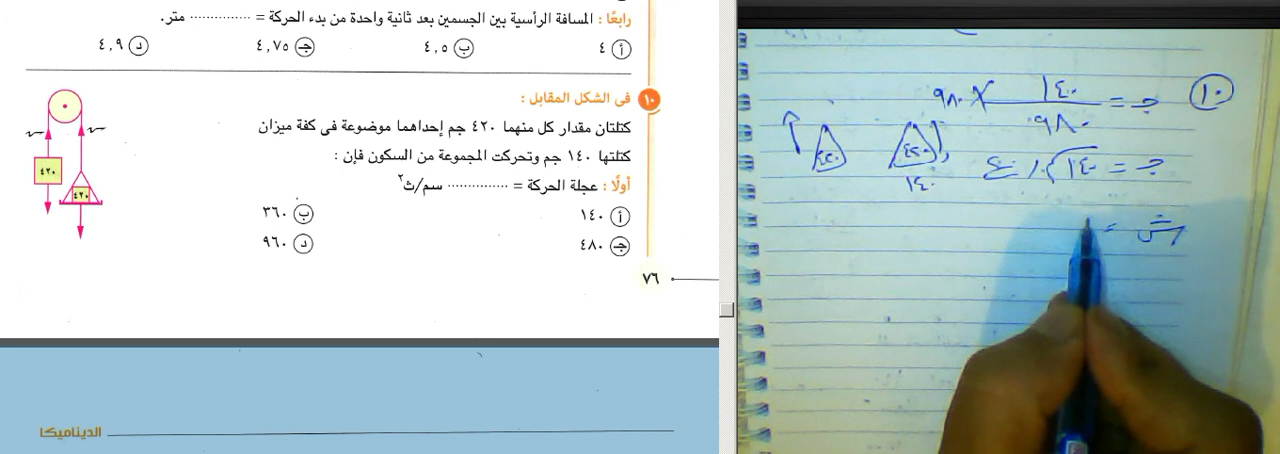 رابعًا : المسافة الرأسية بين الجسمين بعد ثانية واحدة من بدء الحركة = ............... متر.
أ ٤ ب ٤,٥ ج ٤,٧٥ د ٤,٩
١٠ فى الشكل المقابل :
كتلتان مقدار كل منهما ٤٢٠ جم إحداهما موضوعة فى كفة ميزان
كتلتها ١٤٠ جم وتحركت المجموعة من السكون فإن :
أولًا : عجلة الحركة = ............... سم/ث٢
أ ١٤٠ ب ٣٦٠
ج ٤٨٠ د ٩٦٠
٤٢٠
٤٢٠
٧٦
الديناميكا
١٠
ج = ١٤٠ / ٩٨٠ × ٩٨٠
ج = ١٤٠
٤٢٠
٤٢٠
١٤٠
ش =